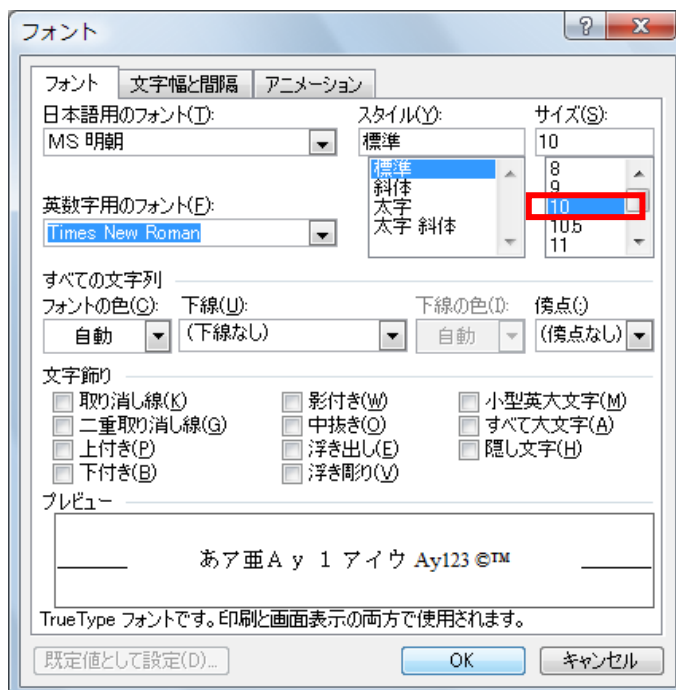 フォント
フォント 文字幅と間隔 アニメーション
日本語用のフォント(T): スタイル(Y): サイズ(S):
MS 明朝 標準 10
標準 8
斜体 9
太字 10
太字 斜体 10.5
11
英数字用のフォント(F):
Times New Roman
すべての文字列
フォントの色(C): 下線(U): 下線の色(I): 傍点(:)
自動 (下線なし) 自動 (傍点なし)
文字飾り
取り消し線(K) 影付き(W) 小型英大文字(M)
二重取り消し線(G) 中抜き(O) すべて大文字(A)
上付き(P) 浮き出し(E) 隠し文字(H)
下付き(B) 浮き彫り(V)
プレビュー
あア亜Ay 1 アイウ Ay123 ©™
TrueType フォントです。印刷と画面表示の両方で使用されます。
既定値として設定(D)... OK キャンセル